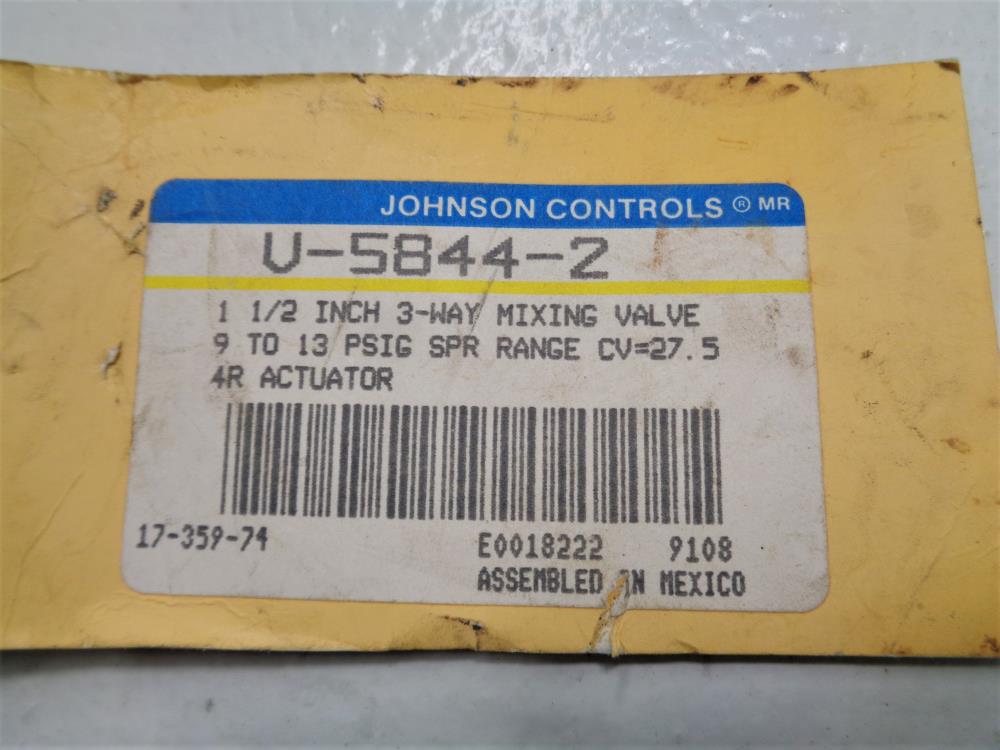 JOHNSON CONTROLS ® MR
V-5844-2
1 1/2 INCH 3-WAY MIXING VALVE
9 TO 13 PSIG SPR RANGE CV=27.5
4R ACTUATOR
17-359-74 E0018222 9108
ASSEMBLED IN MEXICO